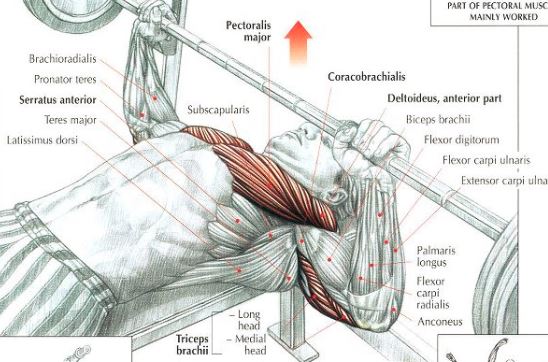 PART OF PECTORAL
MAINLY WORKED
Pectoralis
major
Brachioradialis
Pronator teres
Serratus anterior
Teres major
Latissimus dorsi
Subscapularis
Coracobrachialis
Deltoideus, anterior part
Biceps brachii
Flexor digitorum
Flexor carpi ulnaris
Extensor carpi ulna
Palmaris
longus
Flexor
carpi
radialis
Anconeus
Triceps
brachii
– Long
head
– Medial
head